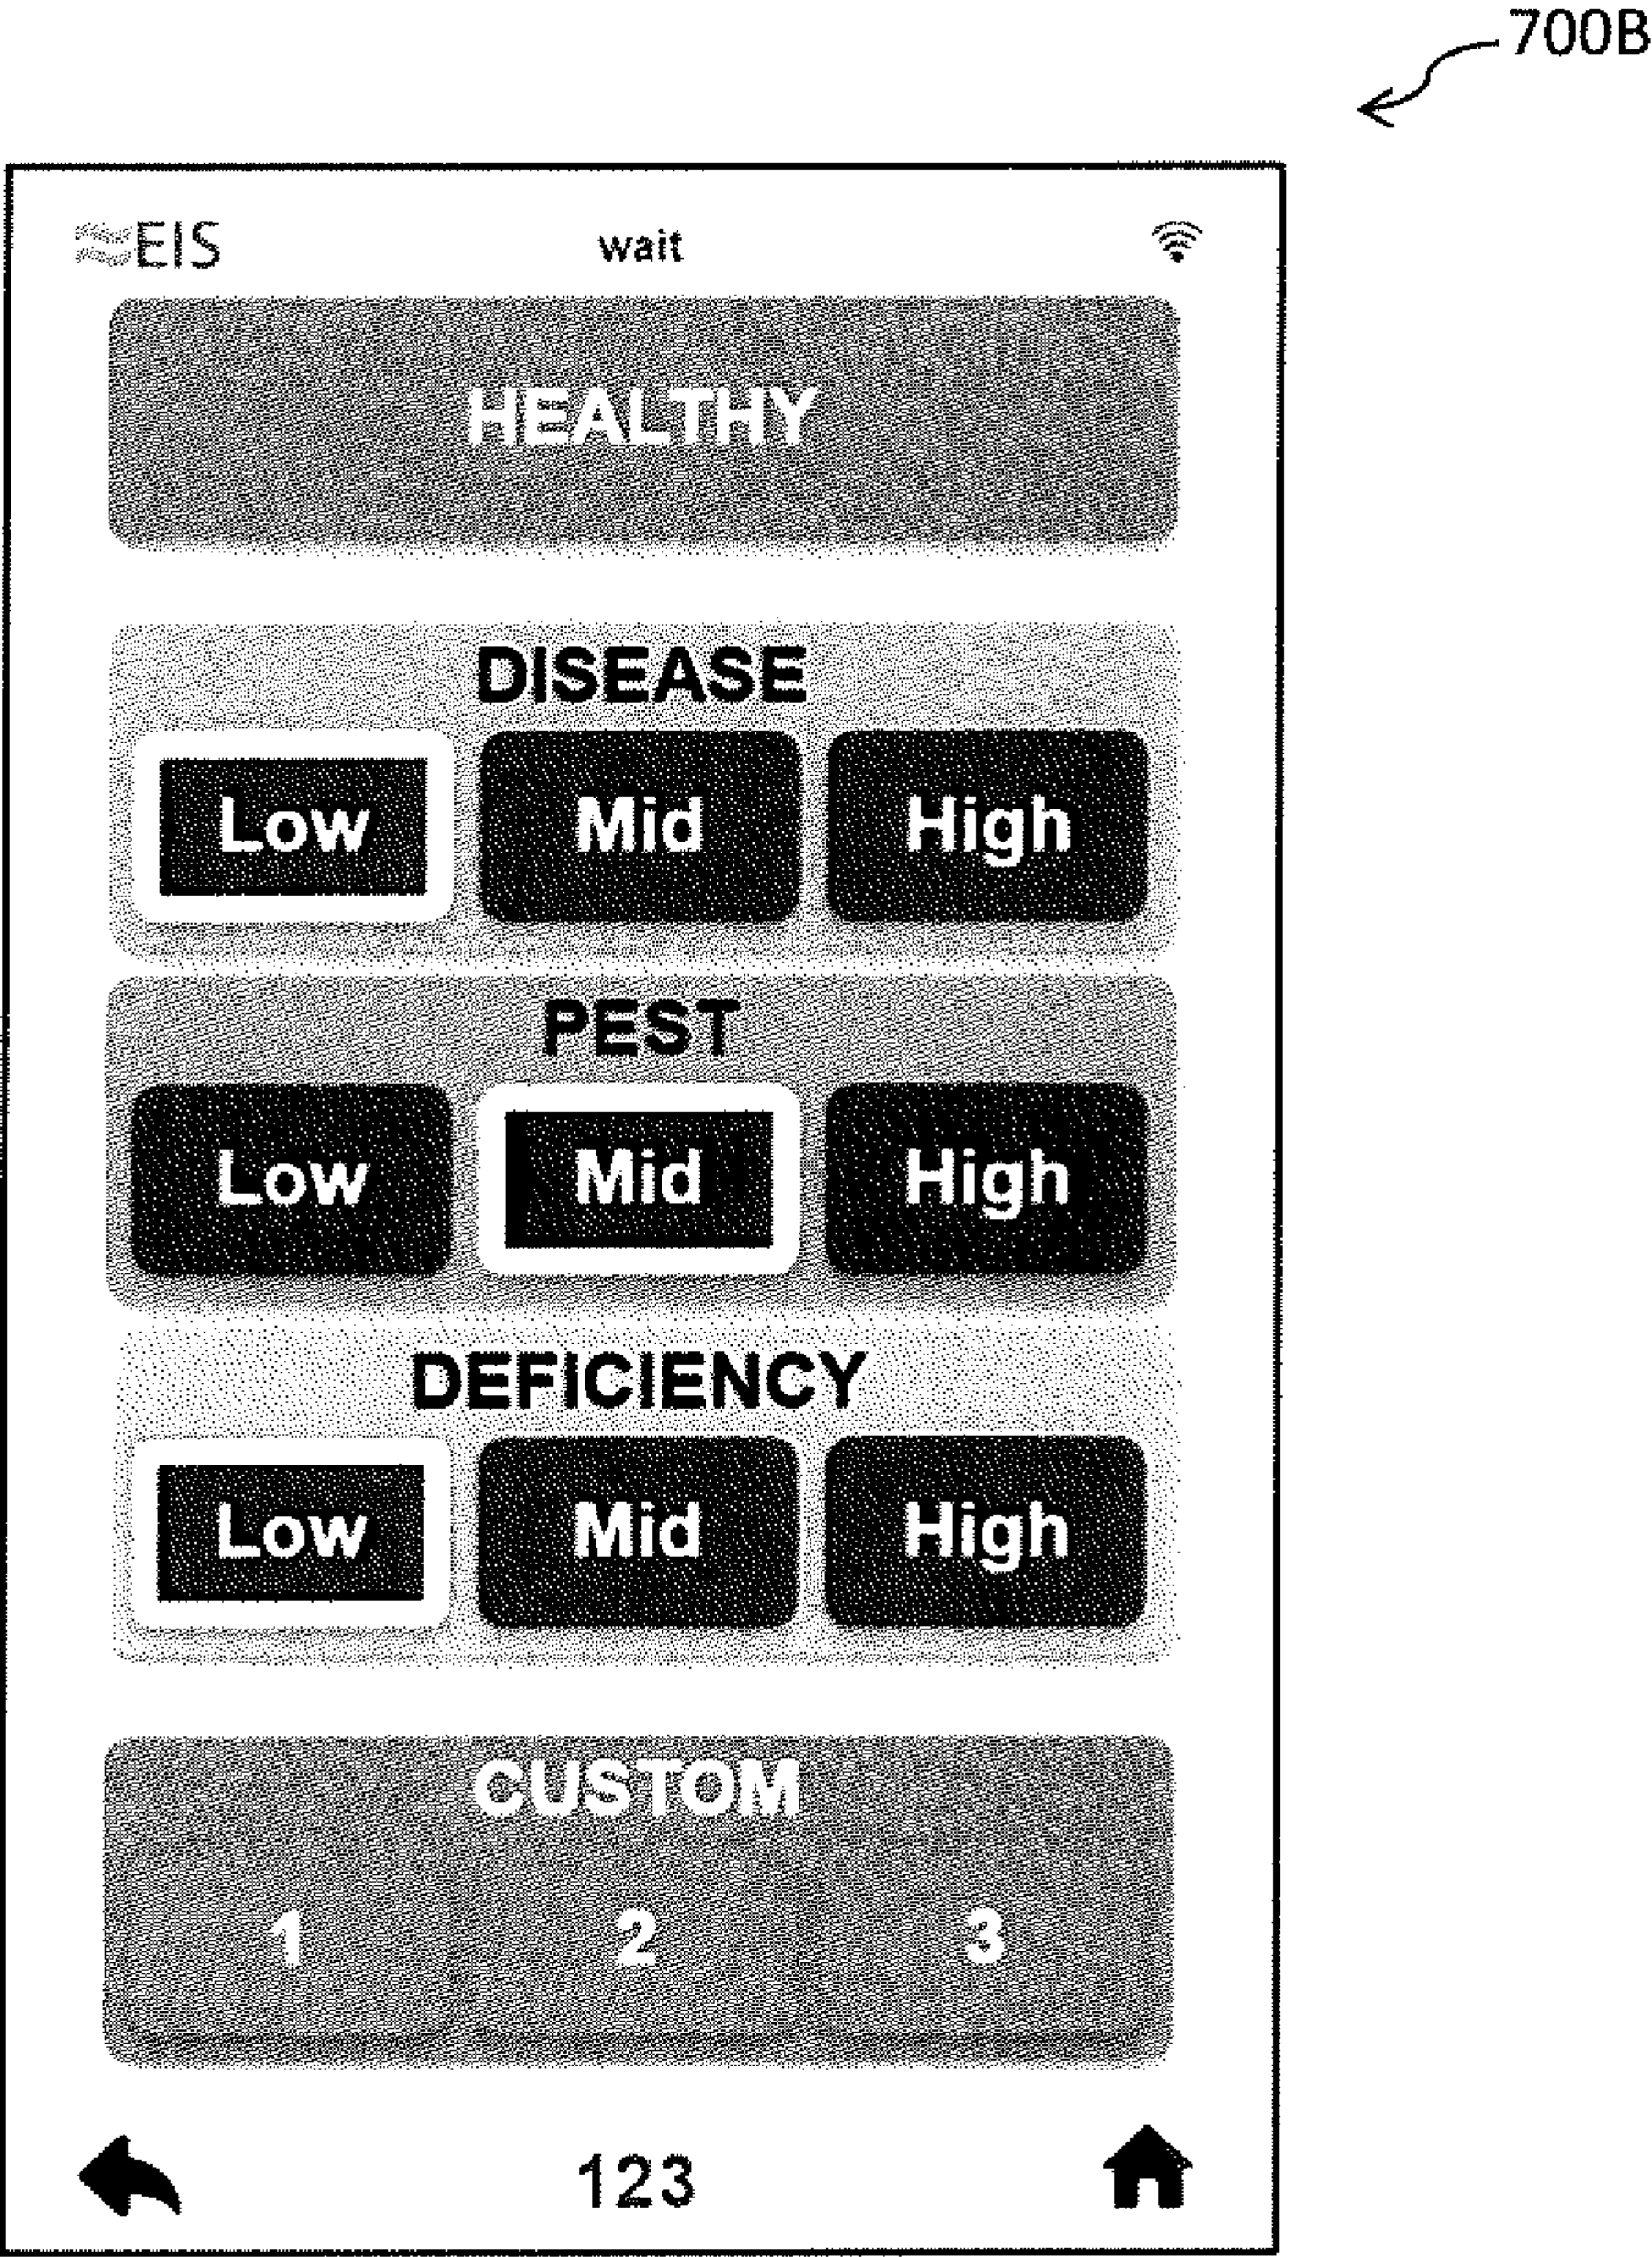 700B
EIS wait
HEALTHY
DISEASE
Low Mid High
PEST
Low Mid High
DEFICIENCY
Low Mid High
CUSTOM
1 2 3
123